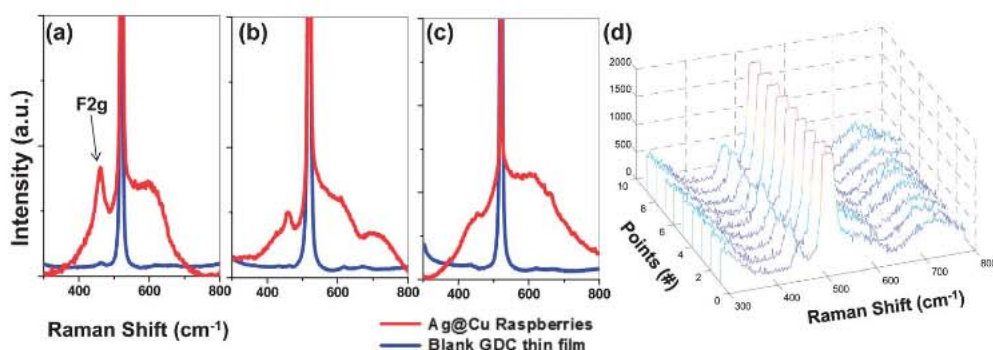 (a)
F2g
Intensity (a.u.)
400 600 800
(b)
400 600 800
(c)
400 600 800
Raman Shift (cm⁻¹)
Ag@Cu Raspberries
Blank GDC thin film
(d)
2000
1500
1000
500
0
10
8
6
4
2
0
Points (#)
300 400 500 600 700 800
Raman Shift (cm⁻¹)